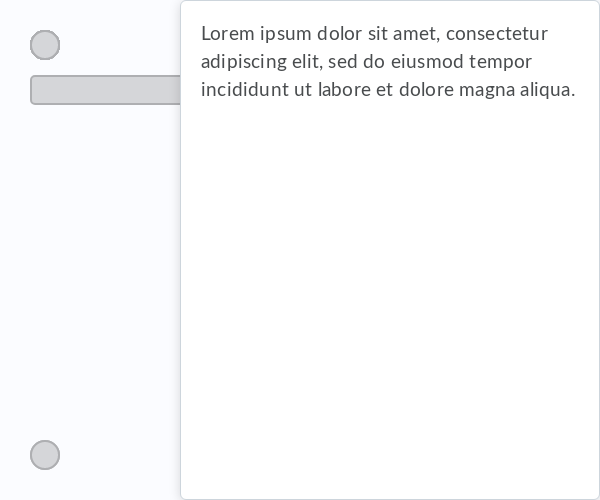 Lorem ipsum dolor sit amet, consectetur
adipiscing elit, sed do eiusmod tempor
incididunt ut labore et dolore magna aliqua.